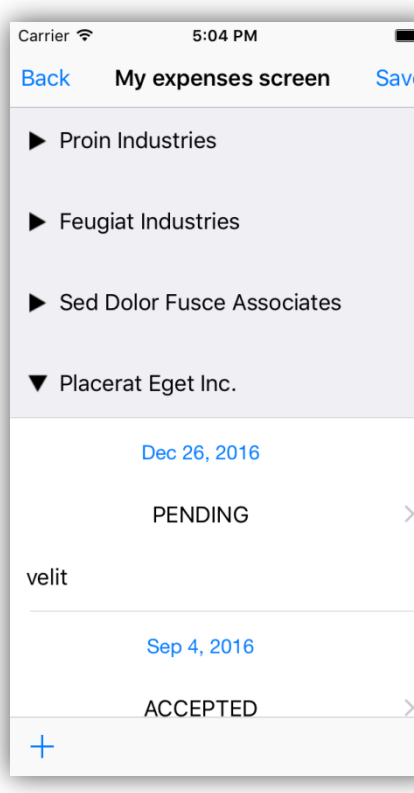 Carrier 5:04 PM
Back My expenses screen Save
Proin Industries
Feugiat Industries
Sed Dolor Fusce Associates
Placerat Eget Inc.
Dec 26, 2016
PENDING
velit
Sep 4, 2016
ACCEPTED